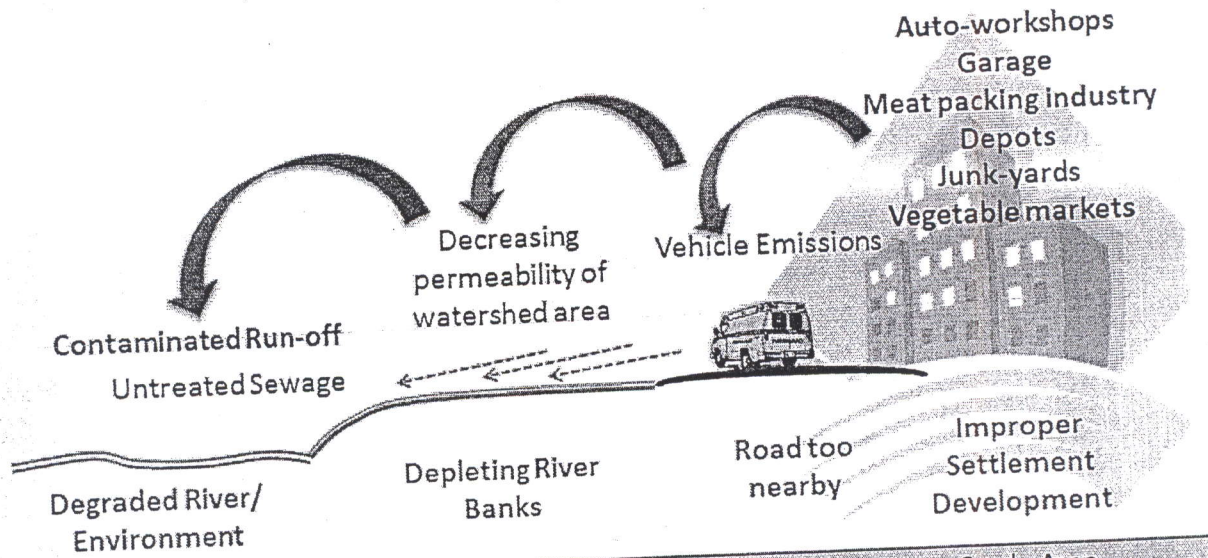 Auto-workshops
Garage
Meat packing industry
Depots
Junk-yards
Vegetable markets
Vehicle Emissions
Decreasing
permeability of
watershed area
Contaminated Run-off
Untreated Sewage
Degraded River/
Environment
Depleting River
Banks
Road too
nearby
Improper
Settlement
Development